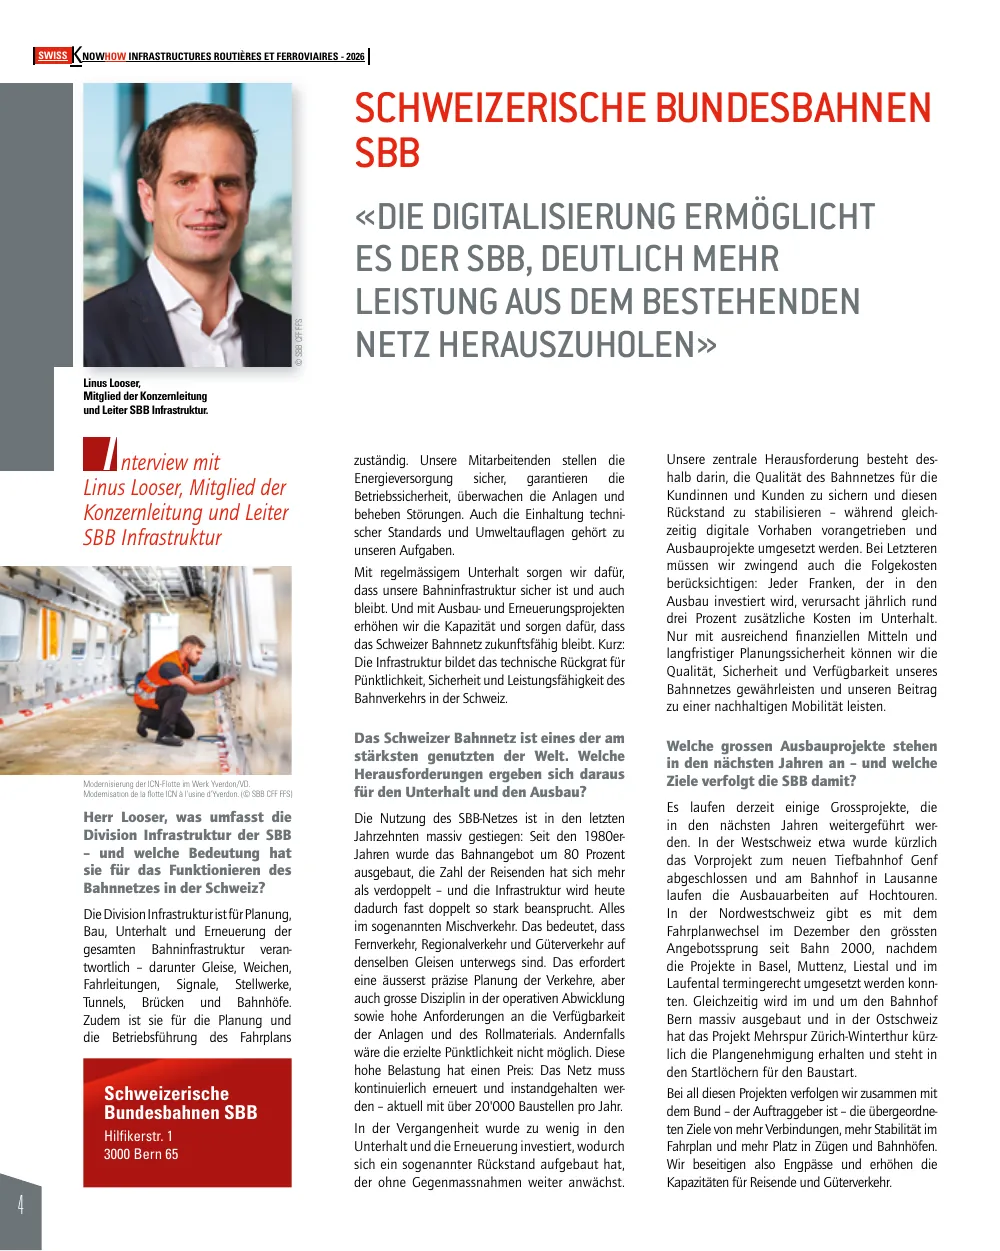 SWISS KNOWHOW INFRASTRUCTURES ROUTIÈRES ET FERROVIAIRES - 2026
© SBB CFF FFS
Linus Looser,
Mitglied der Konzernleitung
und Leiter SBB Infrastruktur.
SCHWEIZERISCHE BUNDESBAHNEN
SBB
«DIE DIGITALISIERUNG ERMÖGLICHT
ES DER SBB, DEUTLICH MEHR
LEISTUNG AUS DEM BESTEHENDEN
NETZ HERAUSZUHOLEN»
Interview mit
Linus Looser, Mitglied der
Konzernleitung und Leiter
SBB Infrastruktur
Modernisierung der ICN-Flotte im Werk Yverdon/VD.
Modernisation de la flotte ICN à l'usine d'Yverdon. (© SBB CFF FFS)
Herr Looser, was umfasst die
Division Infrastruktur der SBB
– und welche Bedeutung hat
sie für das Funktionieren des
Bahnnetzes in der Schweiz?
Die Division Infrastruktur ist für Planung,
Bau, Unterhalt und Erneuerung der
gesamten Bahninfrastruktur veran-
twortlich – darunter Gleise, Weichen,
Fahrleitungen, Signale, Stellwerke,
Tunnels, Brücken und Bahnhöfe.
Zudem ist sie für die Planung und
die Betriebsführung des Fahrplans
Schweizerische
Bundesbahnen SBB
Hilfikerstr. 1
3000 Bern 65
4
zuständig. Unsere Mitarbeitenden stellen die
Energieversorgung sicher, garantieren die
Betriebssicherheit, überwachen die Anlagen und
beheben Störungen. Auch die Einhaltung techni-
scher Standards und Umweltauflagen gehört zu
unseren Aufgaben.
Mit regelmässigem Unterhalt sorgen wir dafür,
dass unsere Bahninfrastruktur sicher ist und auch
bleibt. Und mit Ausbau- und Erneuerungsprojekten
erhöhen wir die Kapazität und sorgen dafür, dass
das Schweizer Bahnnetz zukunftsfähig bleibt. Kurz:
Die Infrastruktur bildet das technische Rückgrat für
Pünktlichkeit, Sicherheit und Leistungsfähigkeit des
Bahnverkehrs in der Schweiz.
Das Schweizer Bahnnetz ist eines der am
stärksten genutzten der Welt. Welche
Herausforderungen ergeben sich daraus
für den Unterhalt und den Ausbau?
Die Nutzung des SBB-Netzes ist in den letzten
Jahrzehnten massiv gestiegen: Seit den 1980er-
Jahren wurde das Bahnangebot um 80 Prozent
ausgebaut, die Zahl der Reisenden hat sich mehr
als verdoppelt – und die Infrastruktur wird heute
dadurch fast doppelt so stark beansprucht. Alles
im sogenannten Mischverkehr. Das bedeutet, dass
Fernverkehr, Regionalverkehr und Güterverkehr auf
denselben Gleisen unterwegs sind. Das erfordert
eine äusserst präzise Planung der Verkehre, aber
auch grosse Disziplin in der operativen Abwicklung
sowie hohe Anforderungen an die Verfügbarkeit
der Anlagen und des Rollmaterials. Andernfalls
wäre die erzielte Pünktlichkeit nicht möglich. Diese
hohe Belastung hat einen Preis: Das Netz muss
kontinuierlich erneuert und instandgehalten wer-
den – aktuell mit über 20'000 Baustellen pro Jahr.
In der Vergangenheit wurde zu wenig in den
Unterhalt und die Erneuerung investiert, wodurch
sich ein sogenannter Rückstand aufgebaut hat,
der ohne Gegenmassnahmen weiter anwächst.
Unsere zentrale Herausforderung besteht des-
halb darin, die Qualität des Bahnnetzes für die
Kundinnen und Kunden zu sichern und diesen
Rückstand zu stabilisieren – während gleich-
zeitig digitale Vorhaben vorangetrieben und
Ausbauprojekte umgesetzt werden. Bei Letzteren
müssen wir zwingend auch die Folgekosten
berücksichtigen: Jeder Franken, der in den
Ausbau investiert wird, verursacht jährlich rund
drei Prozent zusätzliche Kosten im Unterhalt.
Nur mit ausreichend finanziellen Mitteln und
langfristiger Planungssicherheit können wir die
Qualität, Sicherheit und Verfügbarkeit unseres
Bahnnetzes gewährleisten und unseren Beitrag
zu einer nachhaltigen Mobilität leisten.
Welche grossen Ausbauprojekte stehen
in den nächsten Jahren an – und welche
Ziele verfolgt die SBB damit?
Es laufen derzeit einige Grossprojekte, die
in den nächsten Jahren weitergeführt wer-
den. In der Westschweiz etwa wurde kürzlich
das Vorprojekt zum neuen Tiefbahnhof Genf
abgeschlossen und am Bahnhof in Lausanne
laufen die Ausbauarbeiten auf Hochtouren.
In der Nordwestschweiz gibt es mit dem
Fahrplanwechsel im Dezember den grössten
Angebotssprung seit Bahn 2000, nachdem
die Projekte in Basel, Muttenz, Liestal und im
Laufental termingerecht umgesetzt werden konn-
ten. Gleichzeitig wird im und um den Bahnhof
Bern massiv ausgebaut und in der Ostschweiz
hat das Projekt Mehrspur Zürich-Winterthur kürz-
lich die Plangenehmigung erhalten und steht in
den Startlöchern für den Baustart.
Bei all diesen Projekten verfolgen wir zusammen mit
dem Bund – der Auftraggeber ist – die übergeordne-
ten Ziele von mehr Verbindungen, mehr Stabilität im
Fahrplan und mehr Platz in Zügen und Bahnhöfen.
Wir beseitigen also Engpässe und erhöhen die
Kapazitäten für Reisende und Güterverkehr.